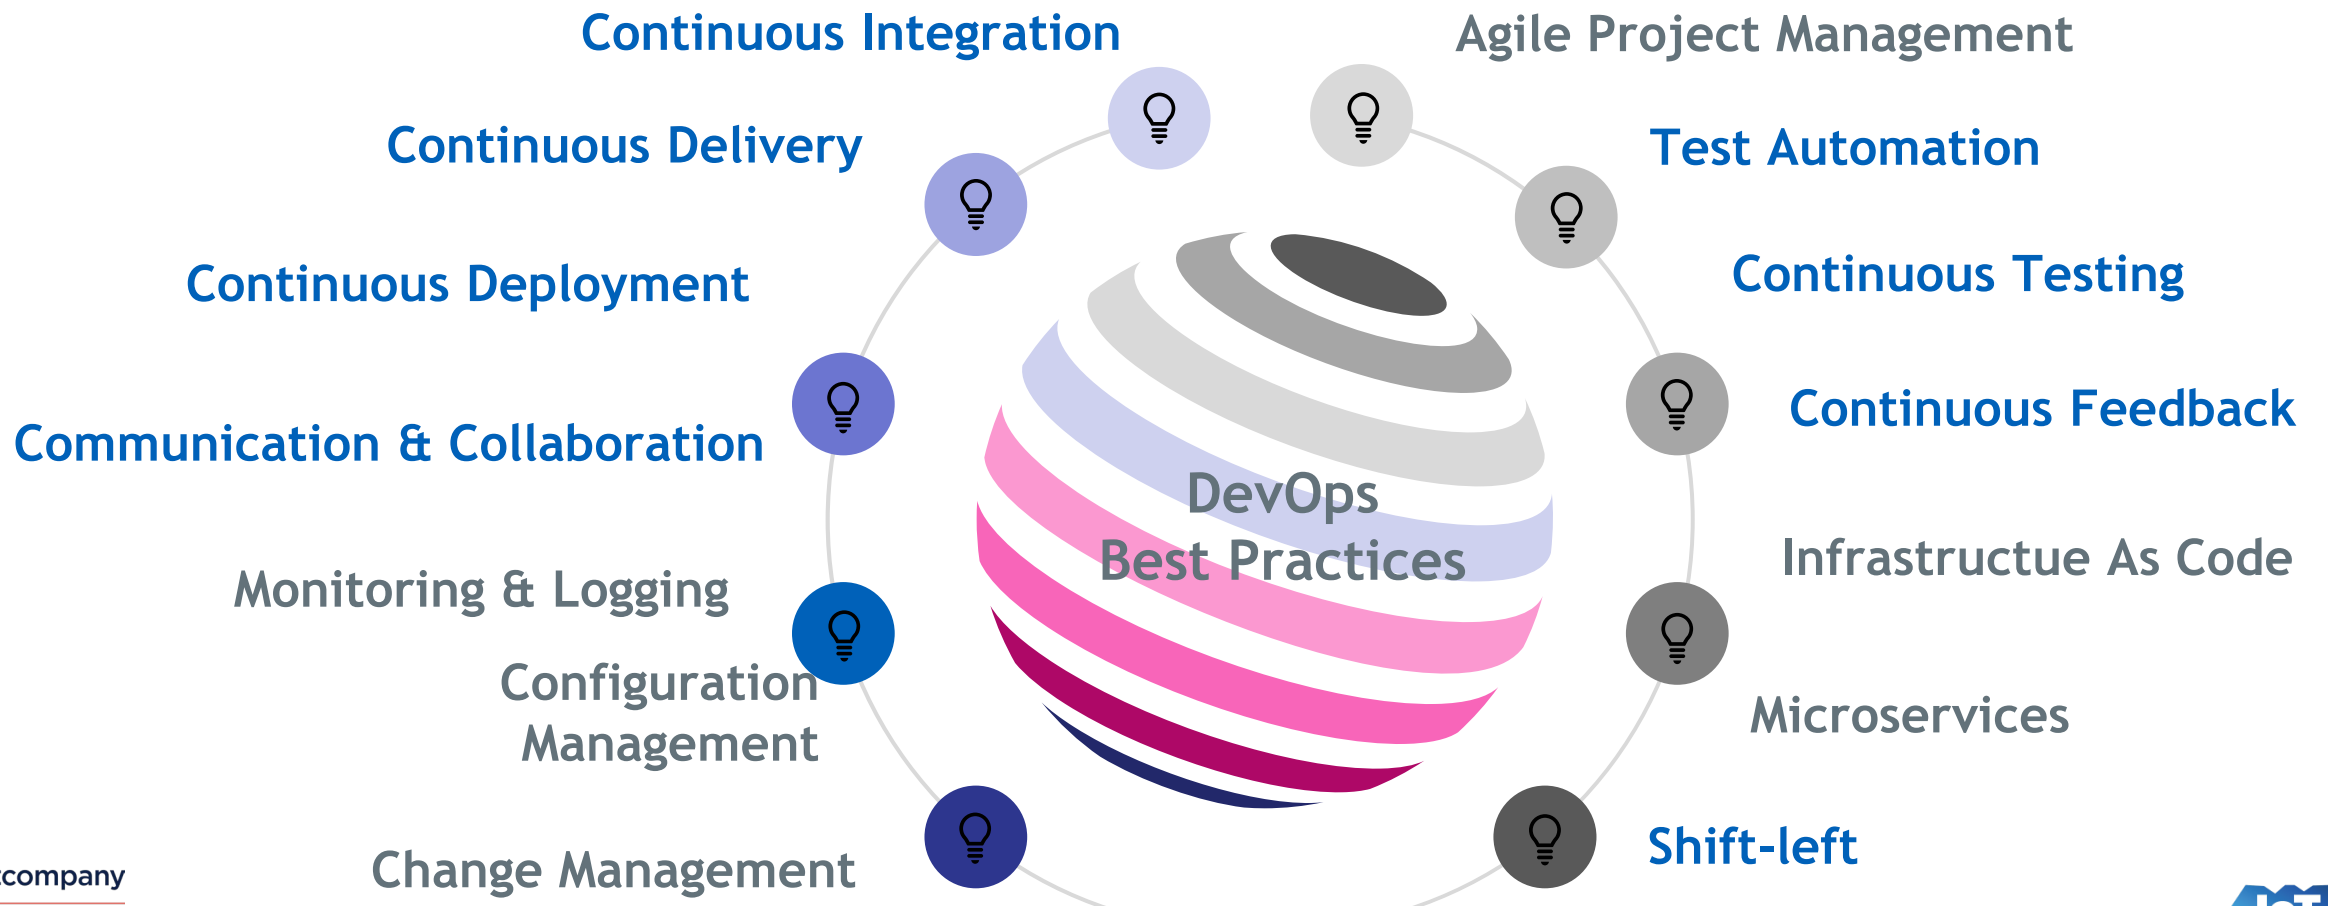 Continuous Integration
Agile Project Management
Continuous Delivery
Test Automation
Continuous Deployment
Continuous Testing
Communication & Collaboration
Continuous Feedback
DevOps
Best Practices
Monitoring & Logging
Infrastructue As Code
Configuration
Management
Microservices
Change Management
Shift-left
company